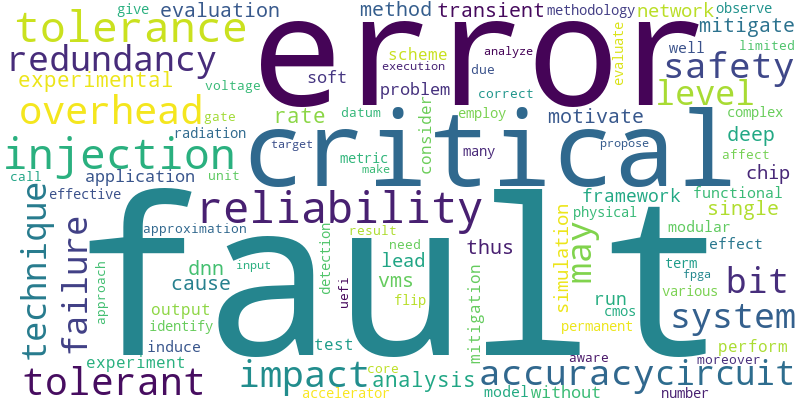 give evaluation method transient methodology network observe
tolerance error mitigate
redundancy soft scheme analyze evaluate well limited
execution due safety
experimental voltage problem correct level
overhead gate rate datum consider employ motivate complex
radiation critical deep
injection target metric many propose affect
call application unit make chip
effective reliability framework functional
technique failure approximation result physical single
fault detection need thus may modular effect
approach dnn input lead simulation term fpga
cause uefi vms mitigation various bit
output flip run cmos system
identify permanent
induce test core aware perform
experiment impact analysis accuracy circuit moreover
tolerant accelerator model without number